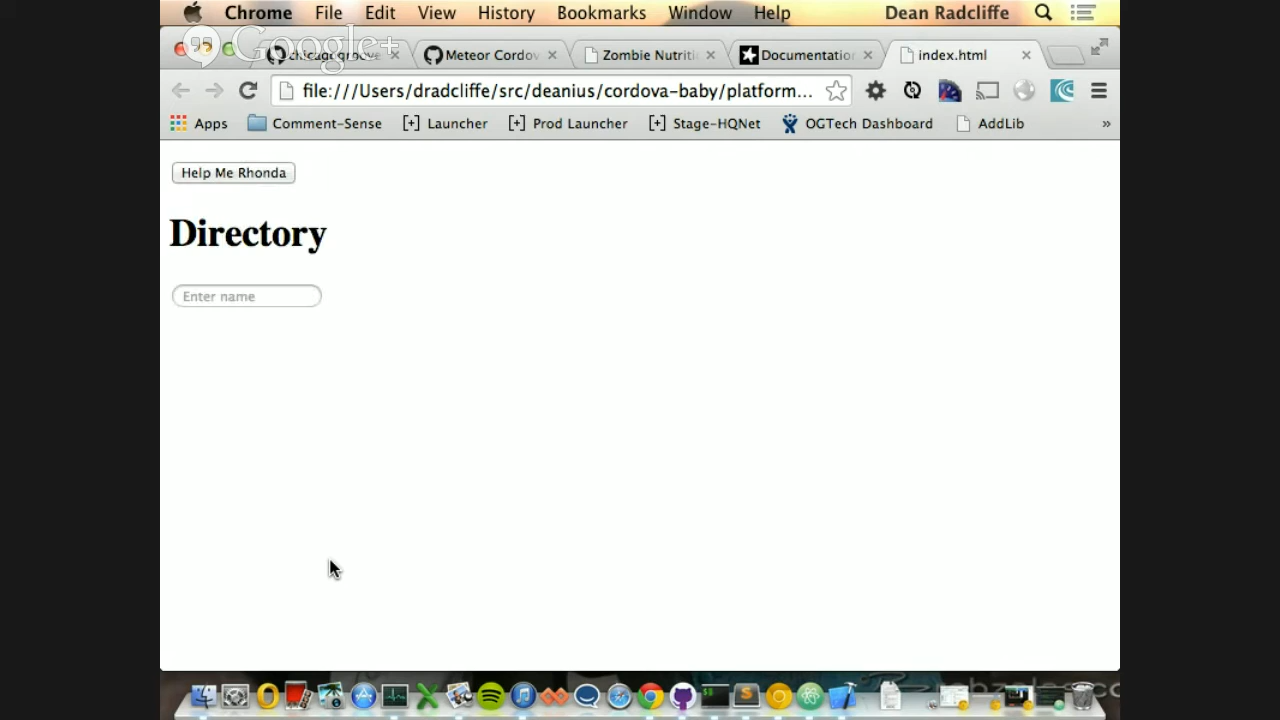 Chrome File Edit View History Bookmarks Window Help Dean Radcliffe
Google+
chicagogroove Meteor Cordov Zombie Nutriti Documentation index.html
file:///Users/dradcliffe/src/deanius/cordova-baby/platform...
Apps Comment-Sense [+] Launcher [+] Prod Launcher [+] Stage-HQNet OGTech Dashboard AddLib »
Help Me Rhonda
Directory
Enter name